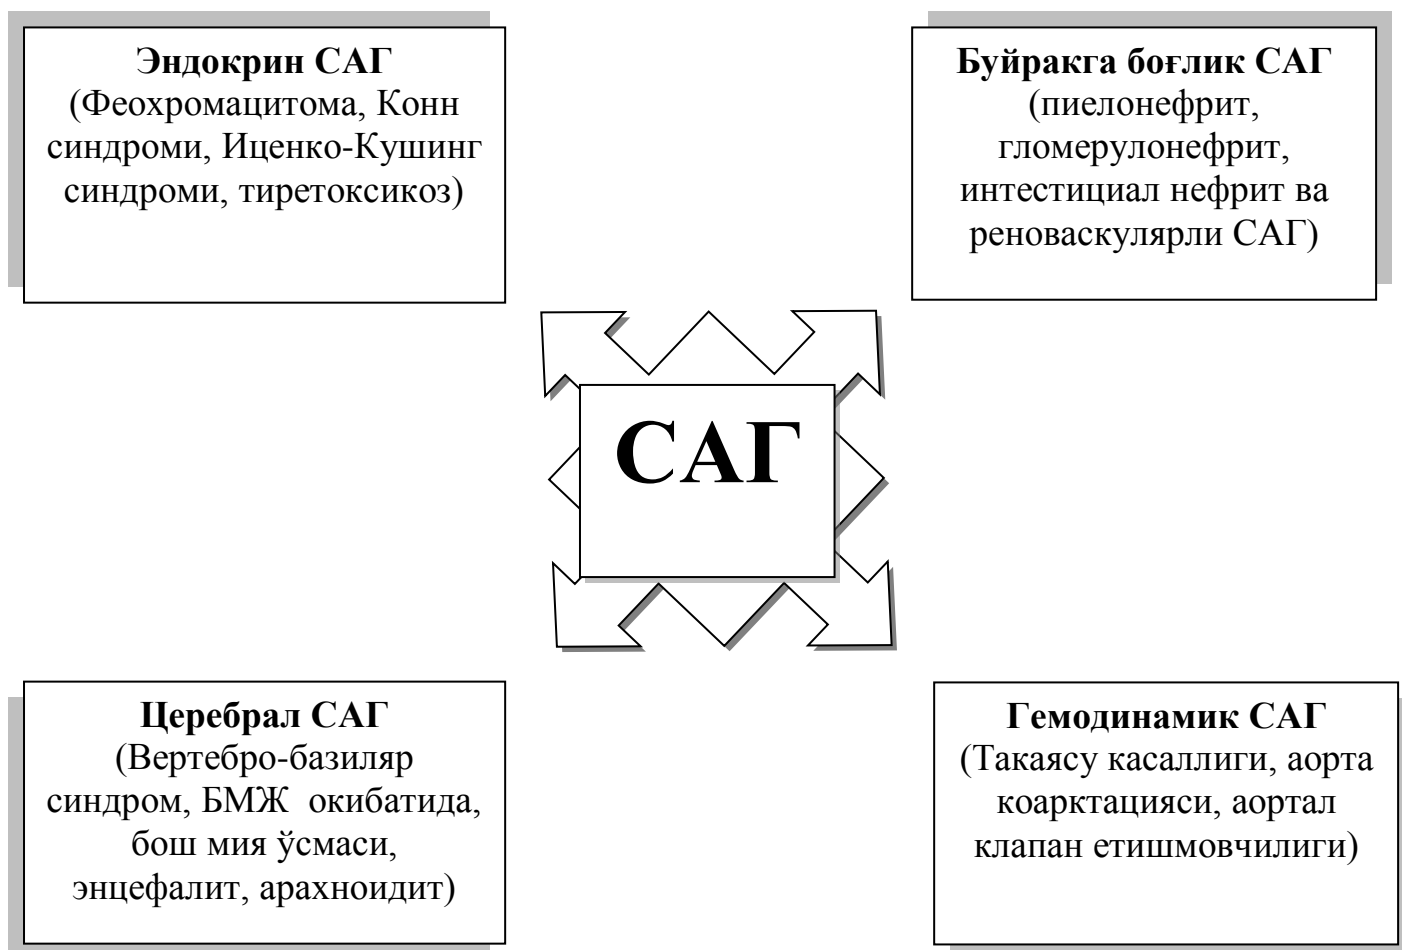 Эндокрин САГ
(Феохромацитома, Конн
синдроми, Иценко-Кушинг
синдроми, тиретоксикоз)
Буйракга боғлик САГ
(пиелонефрит,
гломерулонефрит,
интестициал нефрит ва
реноваскулярли САГ)
САГ
Церебрал САГ
(Вертебро-базиляр
синдром, БМЖ  окибатида,
бош мия ўсмаси,
энцефалит, арахноидит)
Гемодинамик САГ
(Такаясу касаллиги, аорта
коарктацияси, аортал
клапан етишмовчилиги)